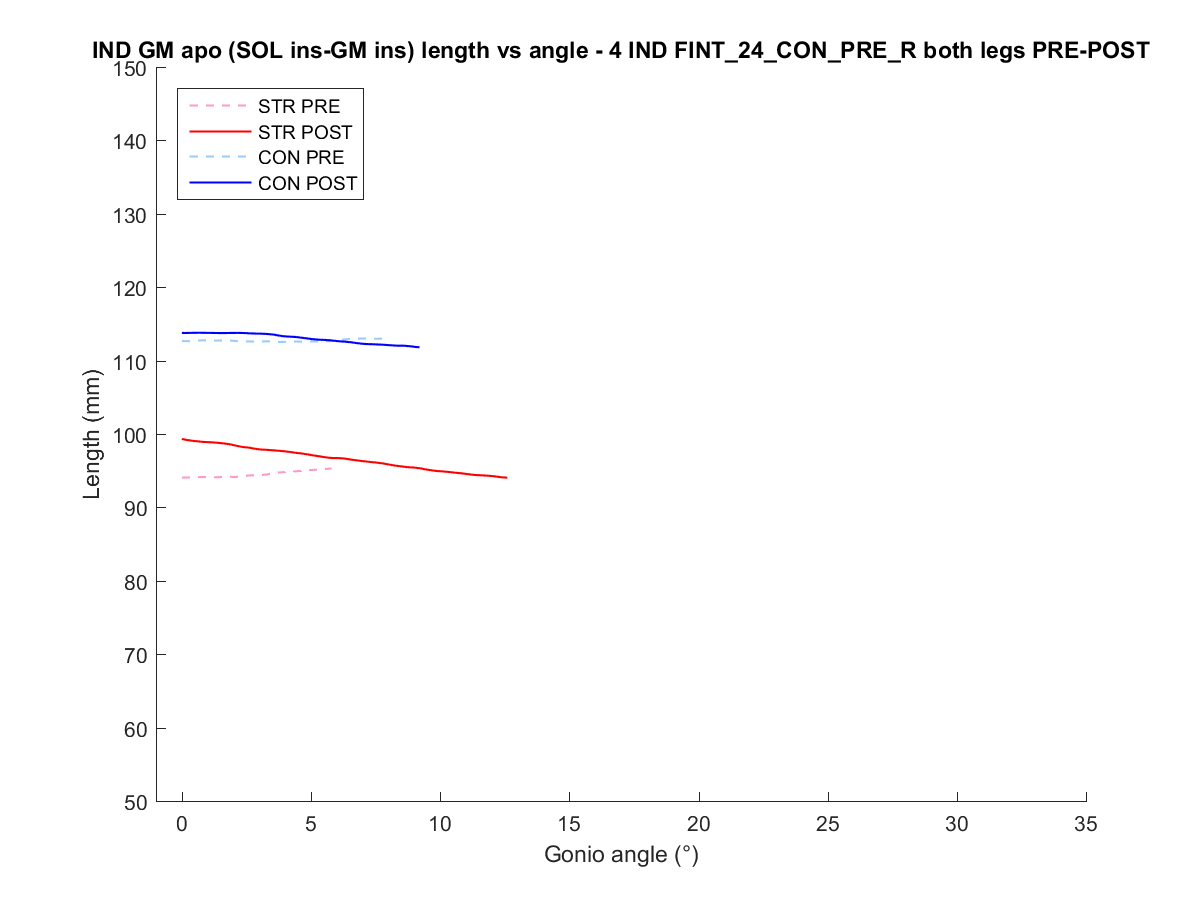 IND GM apo (SOL ins-GM ins) length vs angle - 4 IND FINT_24_CON_PRE_R both legs PRE-POST
150
140
130
120
110
100
90
80
70
60
50
STR PRE
STR POST
CON PRE
CON POST
Length (mm)
0 5 10 15 20 25 30 35
Gonio angle (°)